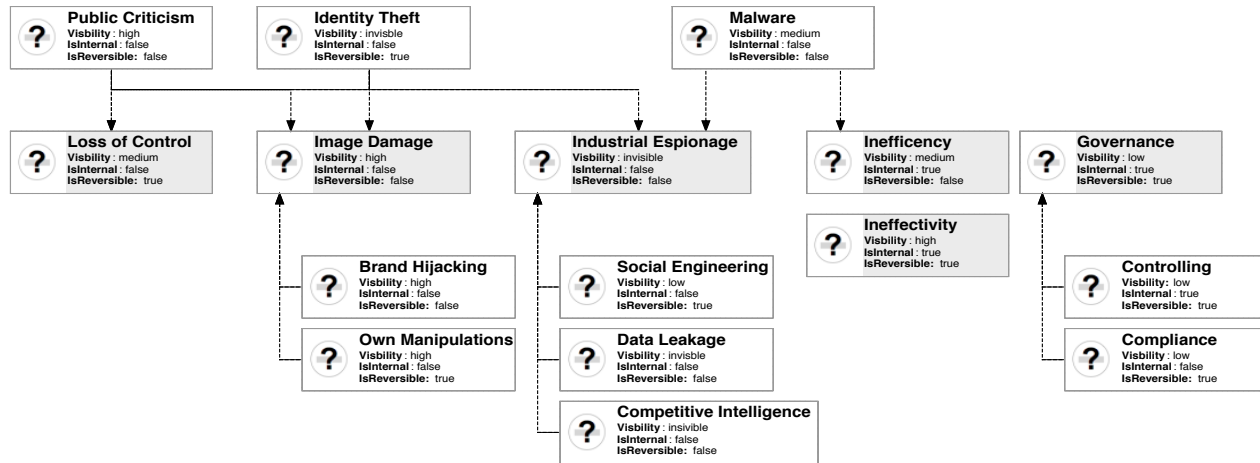 Public Criticism
Visbility : high
IsInternal : false
IsReversible: false
Identity Theft
Visbility : invisble
IsInternal : false
IsReversible: true
Malware
Visbility : medium
IsInternal : false
IsReversible: false
Loss of Control
Visbility : medium
IsInternal : false
IsReversible: true
Image Damage
Visbility : high
IsInternal : false
IsReversible: false
Industrial Espionage
Visbility : invisible
IsInternal : false
IsReversible: false
Inefficency
Visbility : medium
IsInternal : true
IsReversible: false
Governance
Visbility : low
IsInternal : true
IsReversible: true
Ineffectivity
Visbility : high
IsInternal : true
IsReversible: true
Brand Hijacking
Visbility : high
IsInternal : false
IsReversible: false
Social Engineering
Visbility : low
IsInternal : false
IsReversible: true
Controlling
Visbility: low
IsInternal : true
IsReversible: true
Own Manipulations
Visbility : high
IsInternal : false
IsReversible: true
Data Leakage
Visbility : invisble
IsInternal : false
IsReversible: false
Compliance
Visbility : low
IsInternal : false
IsReversible: true
Competitive Intelligence
Visbility : insivible
IsInternal : false
IsReversible: false